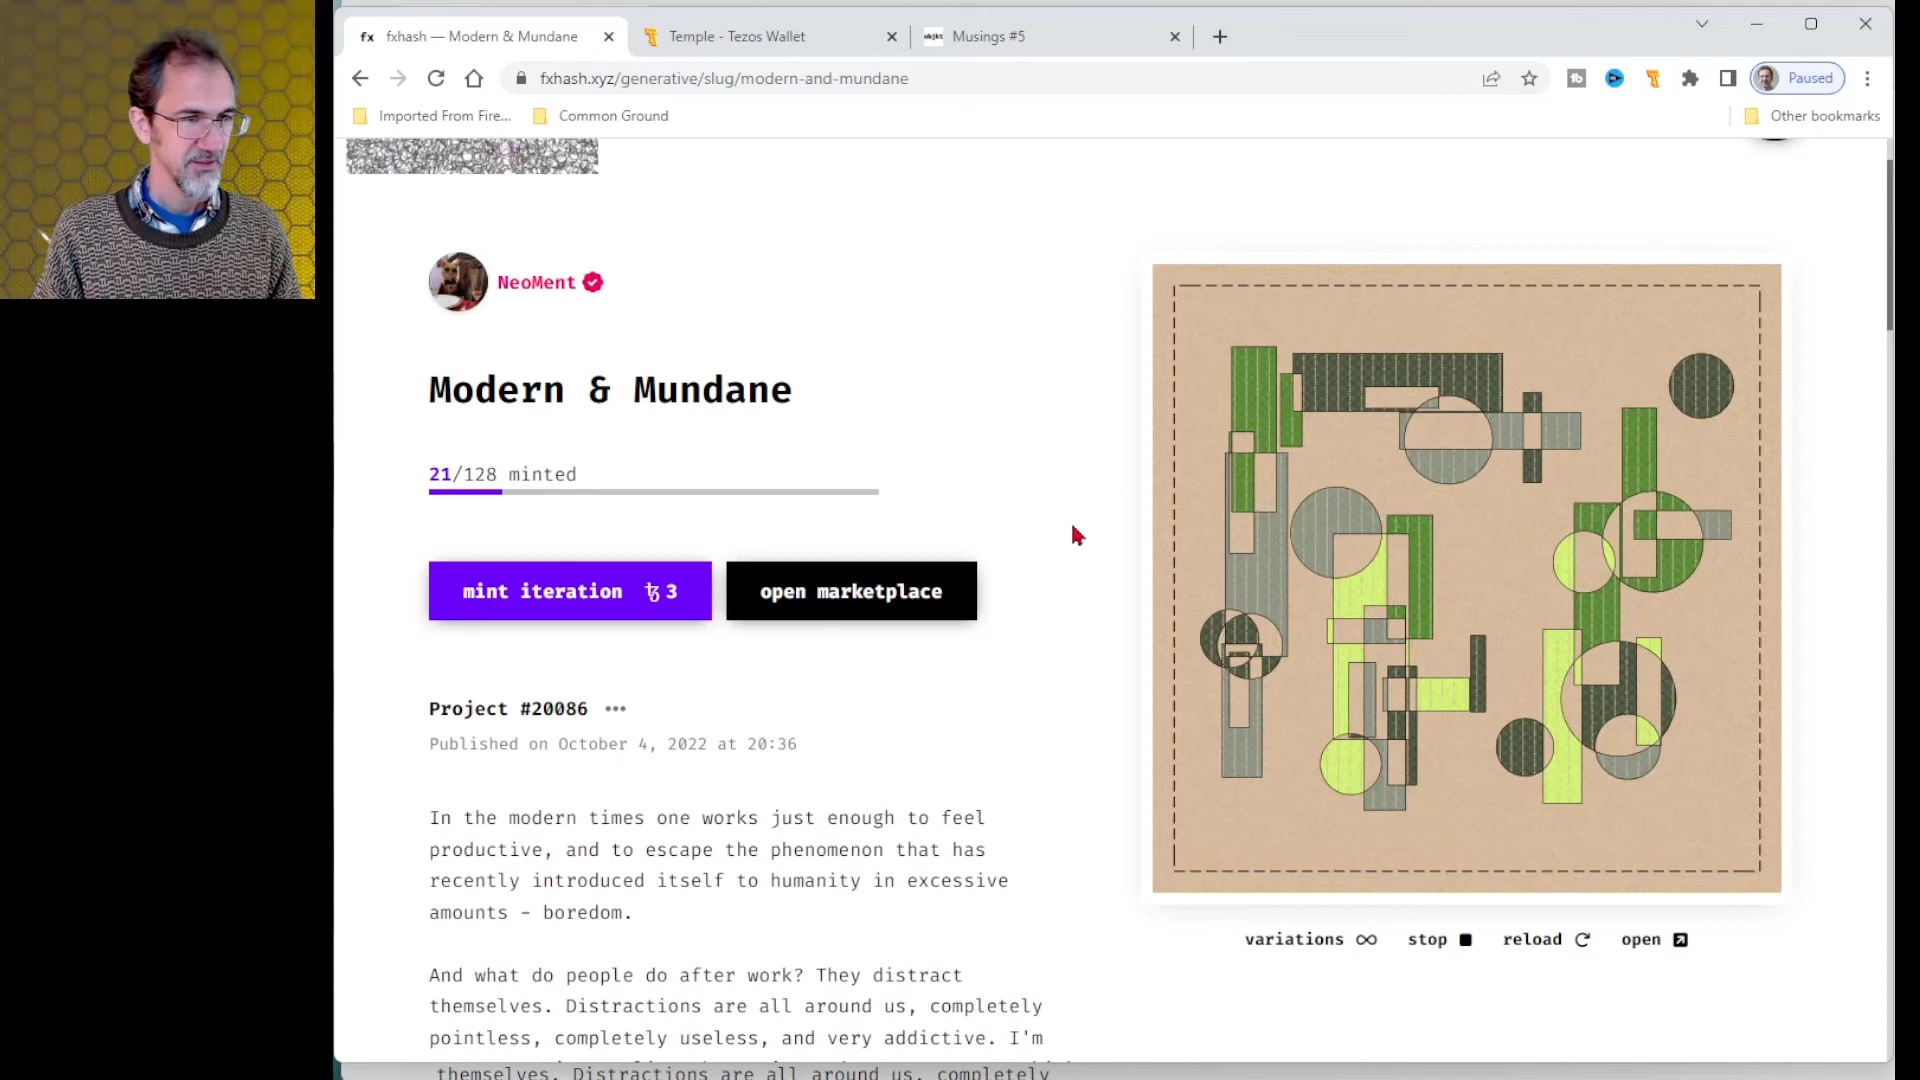 fx fxhash — Modern & Mundane
Temple - Tezos Wallet
objkt Musings #5
fxhash.xyz/generative/slug/modern-and-mundane
Paused
Imported From Fire...
Common Ground
Other bookmarks
NeoMent
Modern & Mundane
21/128 minted
mint iteration ꜩ 3
open marketplace
Project #20086 •••
Published on October 4, 2022 at 20:36
In the modern times one works just enough to feel
productive, and to escape the phenomenon that has
recently introduced itself to humanity in excessive
amounts - boredom.
And what do people do after work? They distract
themselves. Distractions are all around us, completely
pointless, completely useless, and very addictive. I'm
themselves. Distractions are all around us, completely
variations ∞
stop
reload
open